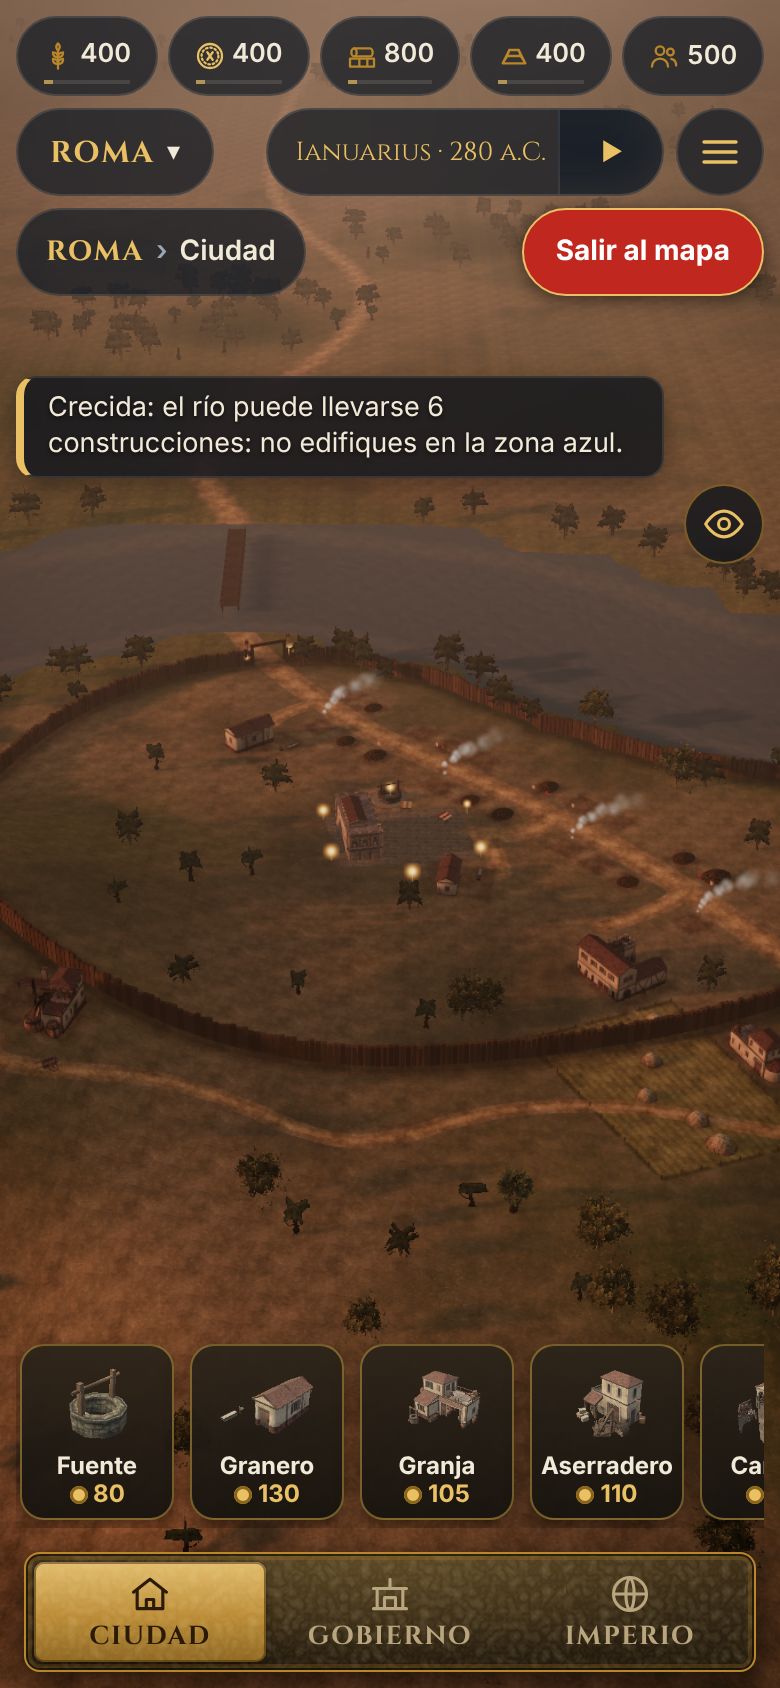 400 400 800 400 500
ROMA ▾ IANUARIUS · 280 A.C.
ROMA › Ciudad Salir al mapa
Crecida: el río puede llevarse 6
construcciones: no edifiques en la zona azul.
Fuente Granero Granja Aserradero
80 130 105 110
CIUDAD GOBIERNO IMPERIO